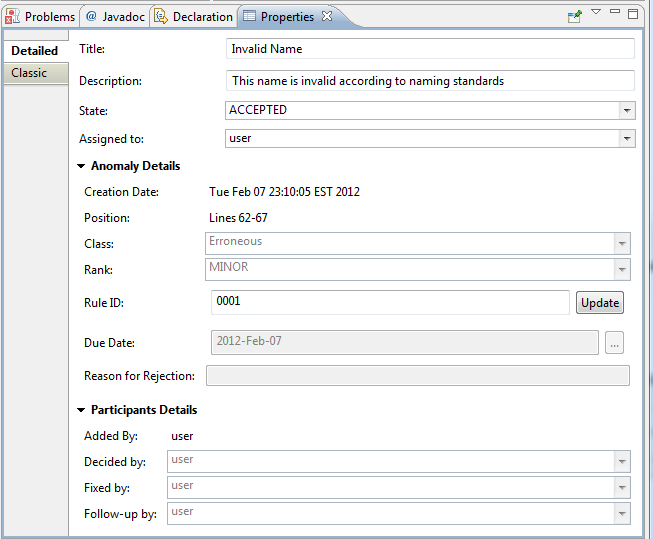 Problems @ Javadoc Declaration Properties
Detailed
Classic
Title: Invalid Name
Description: This name is invalid according to naming standards
State: ACCEPTED
Assigned to: user
Anomaly Details
Creation Date: Tue Feb 07 23:10:05 EST 2012
Position: Lines 62-67
Class: Erroneous
Rank: MINOR
Rule ID: 0001 Update
Due Date: 2012-Feb-07 ...
Reason for Rejection:
Participants Details
Added By: user
Decided by: user
Fixed by: user
Follow-up by: user